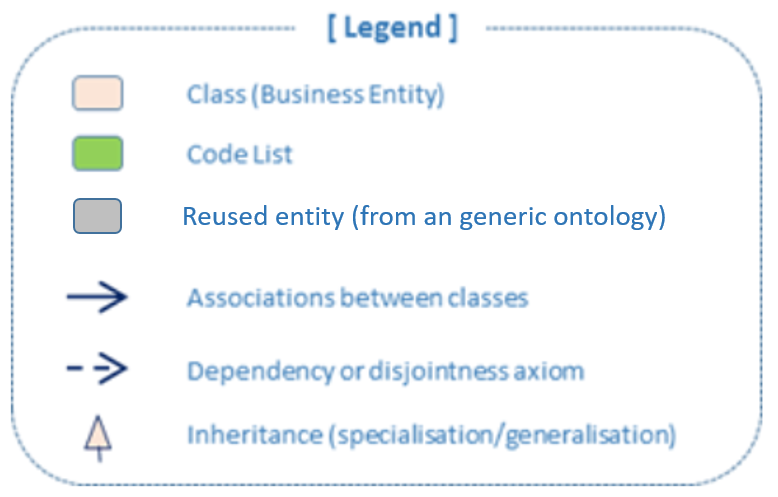 [ Legend ]
Class (Business Entity)
Code List
Reused entity (from an generic ontology)
Associations between classes
Dependency or disjointness axiom
Inheritance (specialisation/generalisation)